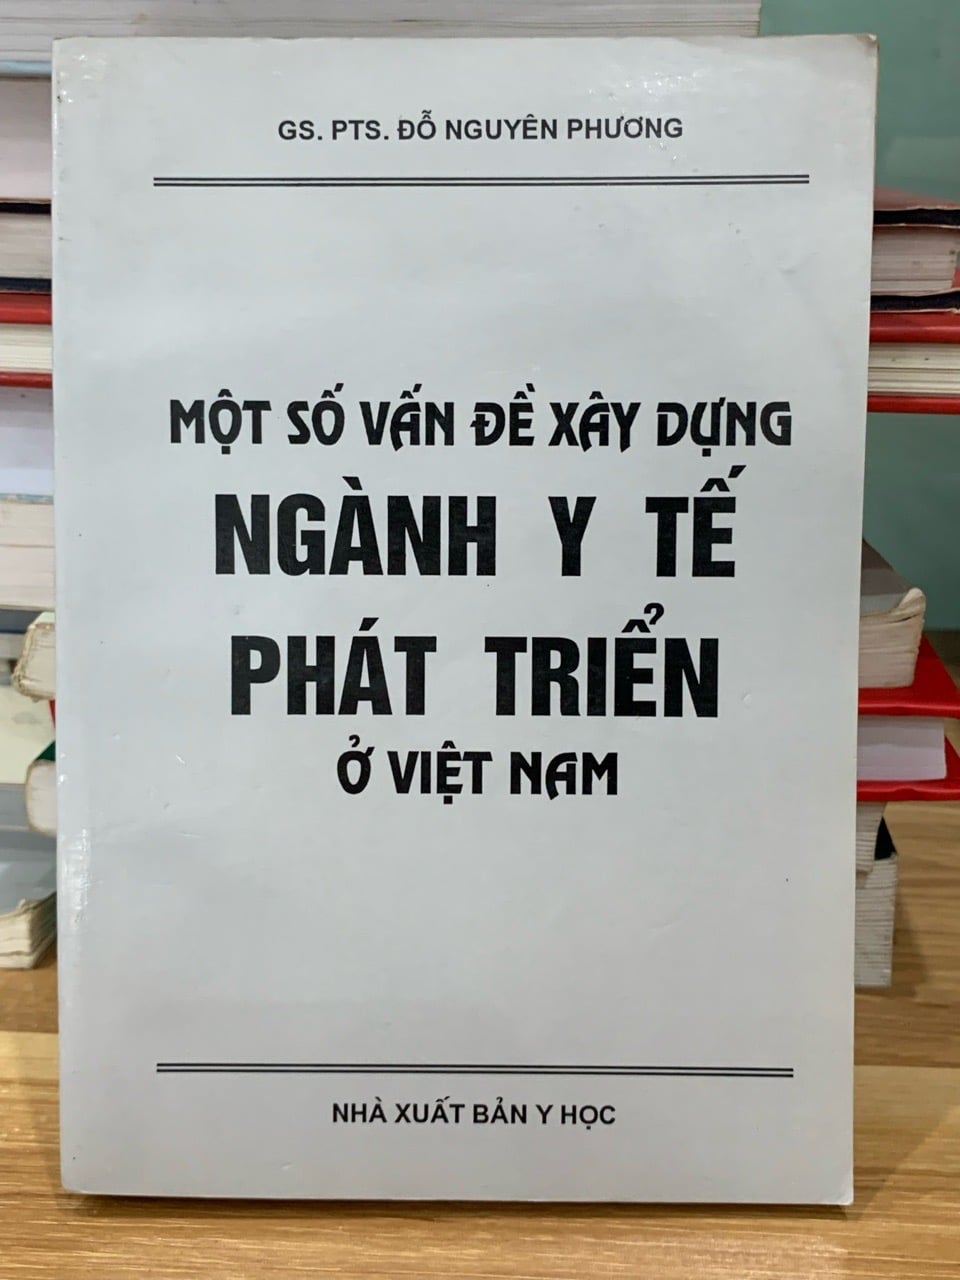 GS. PTS. ĐỖ NGUYÊN PHƯƠNG
MỘT SỐ VẤN ĐỀ XÂY DỰNG
NGÀNH Y TẾ
PHÁT TRIỂN
Ở VIỆT NAM
NHÀ XUẤT BẢN Y HỌC